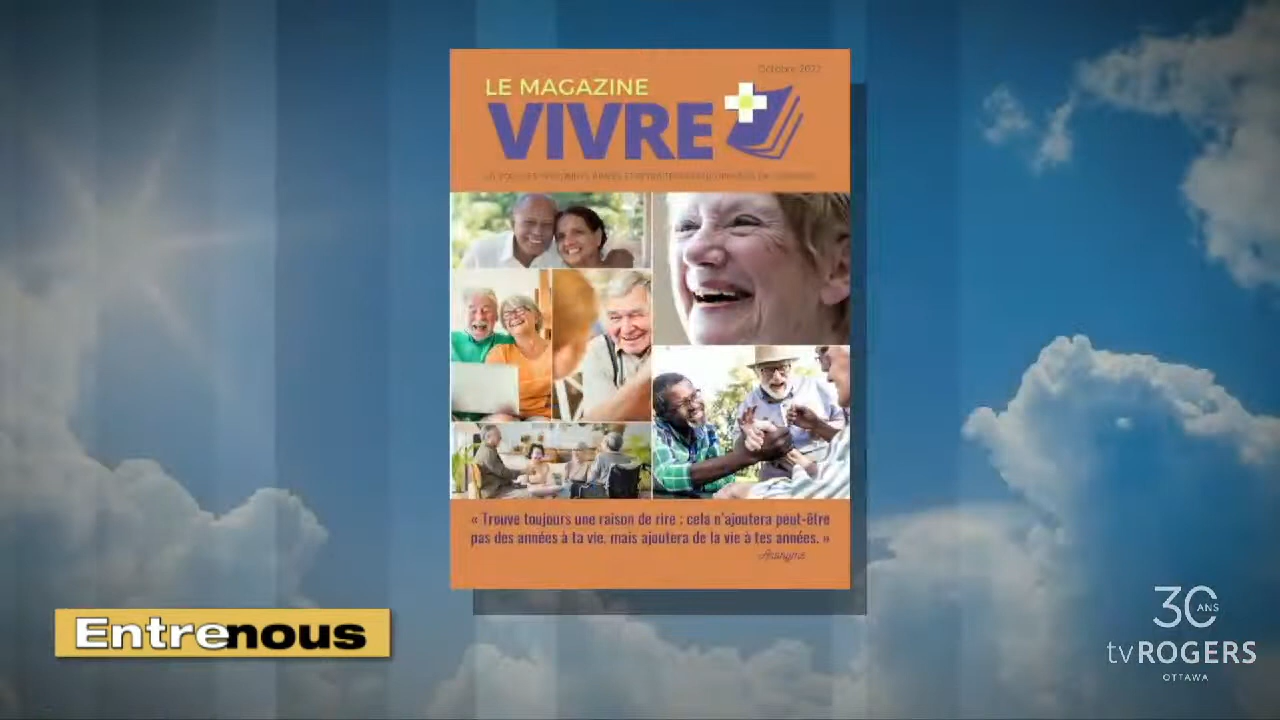 Octobre 2022
LE MAGAZINE
VIVRE
« Trouve toujours une raison de rire ; cela n'ajoutera peut-être
pas des années à ta vie, mais ajoutera de la vie à tes années. »
Anonyme
Entrenous
30
ANS
tvROGERS
OTTAWA